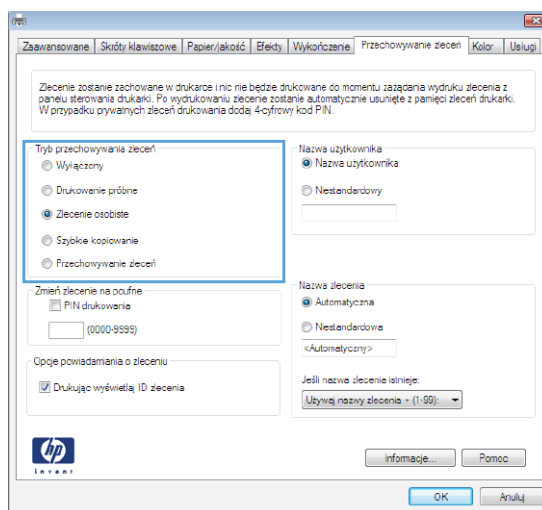 Zaawansowane Skróty klawiszowe Papier/jakość Efekty Wykończenie Przechowywanie zleceń Kolor Usługi
Zlecenie zostanie zachowane w drukarce i nic nie będzie drukowane do momentu zażądania wydruku zlecenia z
panelu sterowania drukarki. Po wydrukowaniu zlecenie zostanie automatycznie usunięte z pamięci zleceń drukarki.
W przypadku prywatnych zleceń drukowania dodaj 4-cyfrowy kod PIN.
Tryb przechowywania zleceń
Wyłączony
Drukowanie próbne
Zlecenie osobiste
Szybkie kopiowanie
Przechowywanie zleceń
Nazwa użytkownika
Nazwa użytkownika
Niestandardowy
Zmień zlecenie na poufne
PIN drukowania
(0000-9999)
Nazwa zlecenia
Automatyczna
Niestandardowa
<Automatyczny>
Opcje powiadamiania o zleceniu
Drukując wyświetlaj ID zlecenia
Jeśli nazwa zlecenia istnieje:
Używaj nazwy zlecenia + (1-99):
hp
invent
Informacje... Pomoc
OK Anuluj